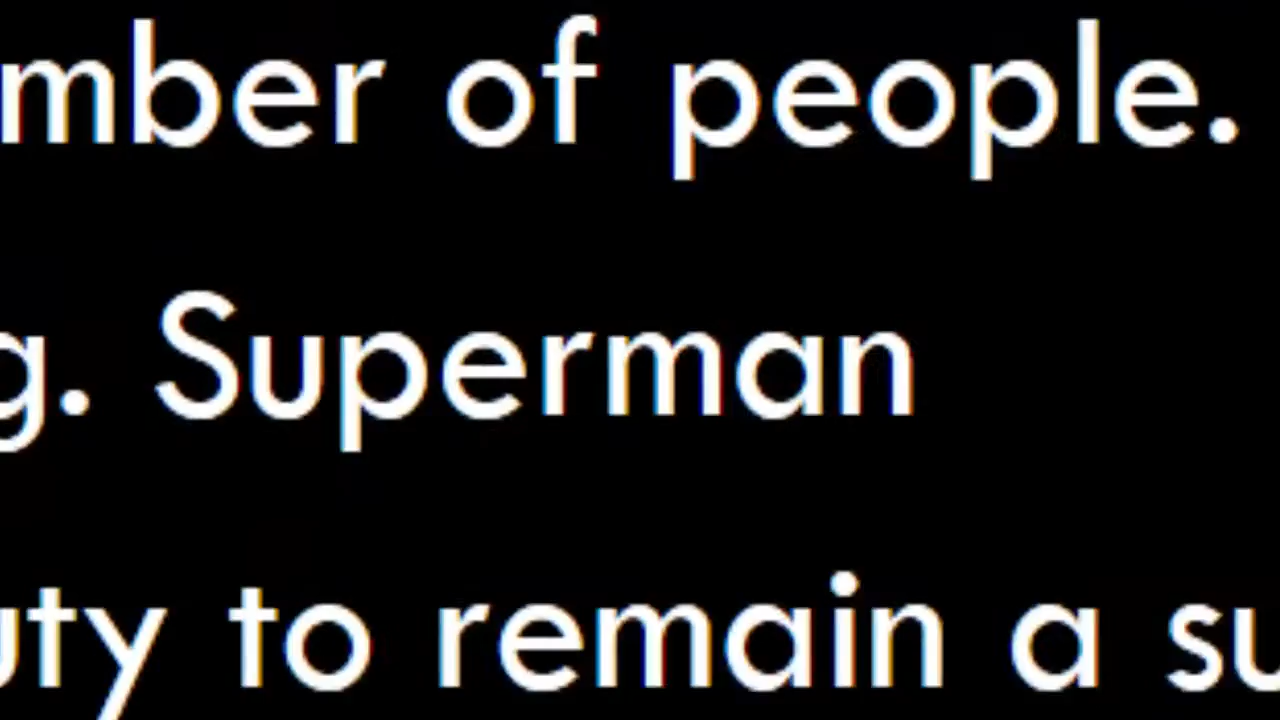 mber of people.
g. Superman
uty to remain a su